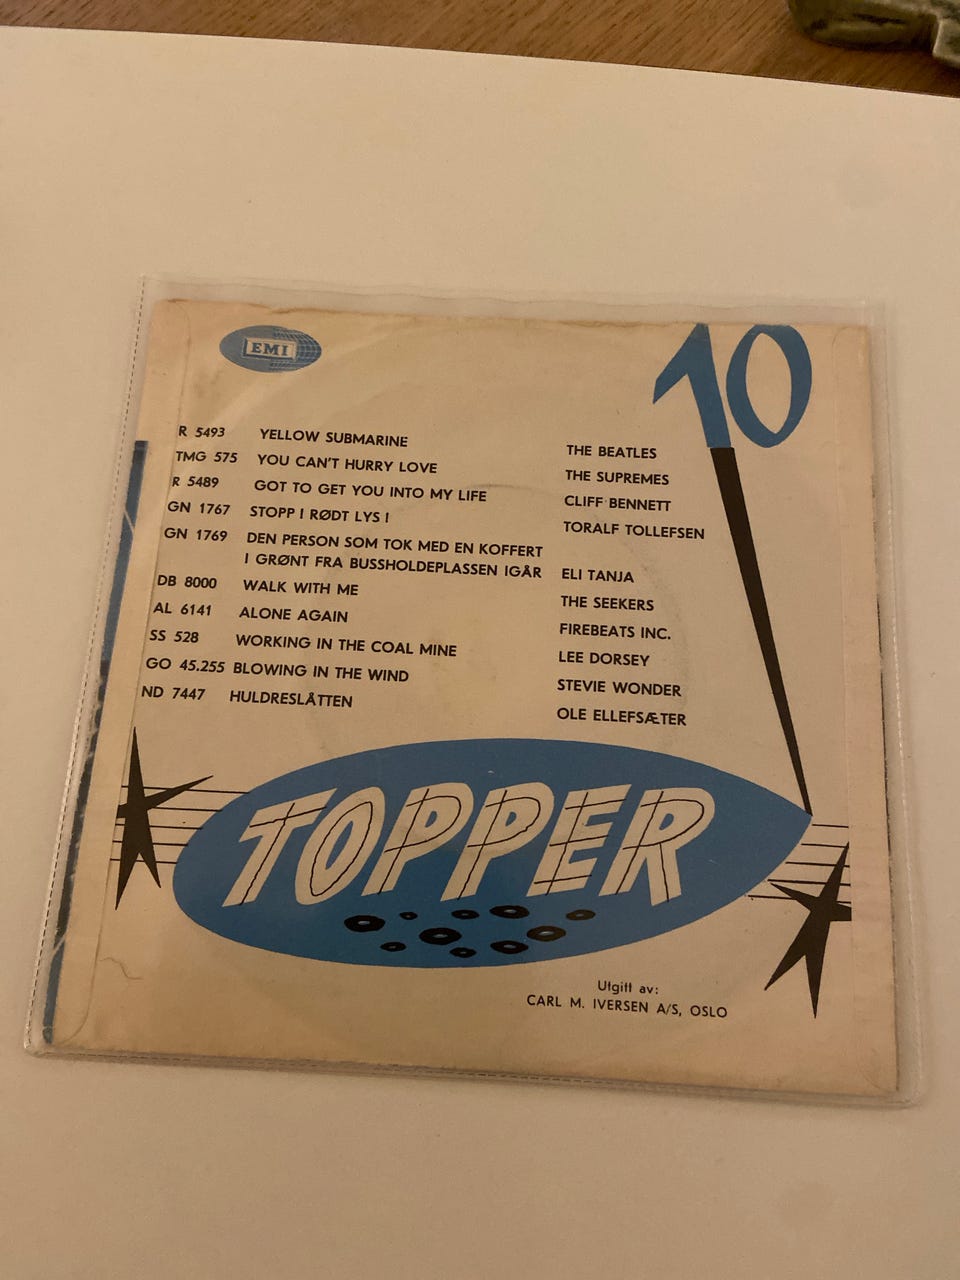 EMI
10
R 5493 YELLOW SUBMARINE THE BEATLES
TMG 575 YOU CAN'T HURRY LOVE THE SUPREMES
R 5489 GOT TO GET YOU INTO MY LIFE CLIFF BENNETT
GN 1767 STOPP I RØDT LYS! TORALF TOLLEFSEN
GN 1769 DEN PERSON SOM TOK MED EN KOFFERT
I GRØNT FRA BUSSHOLDEPLASSEN IGÅR ELI TANJA
DB 8000 WALK WITH ME THE SEEKERS
AL 6141 ALONE AGAIN FIREBEATS INC.
SS 528 WORKING IN THE COAL MINE LEE DORSEY
GO 45.255 BLOWING IN THE WIND STEVIE WONDER
ND 7447 HULDRESLÅTTEN OLE ELLEFSÆTER
TOPPER
Utgitt av:
CARL M. IVERSEN A/S, OSLO